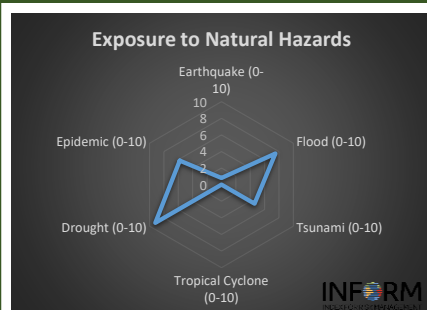 Exposure to Natural Hazards
Earthquake (0-
10)
10
8
6
4
2
0
Flood (0-10)
Epidemic (0-10)
Drought (0-10)
Tsunami (0-10)
Tropical Cyclone
(0-10)
INFORM